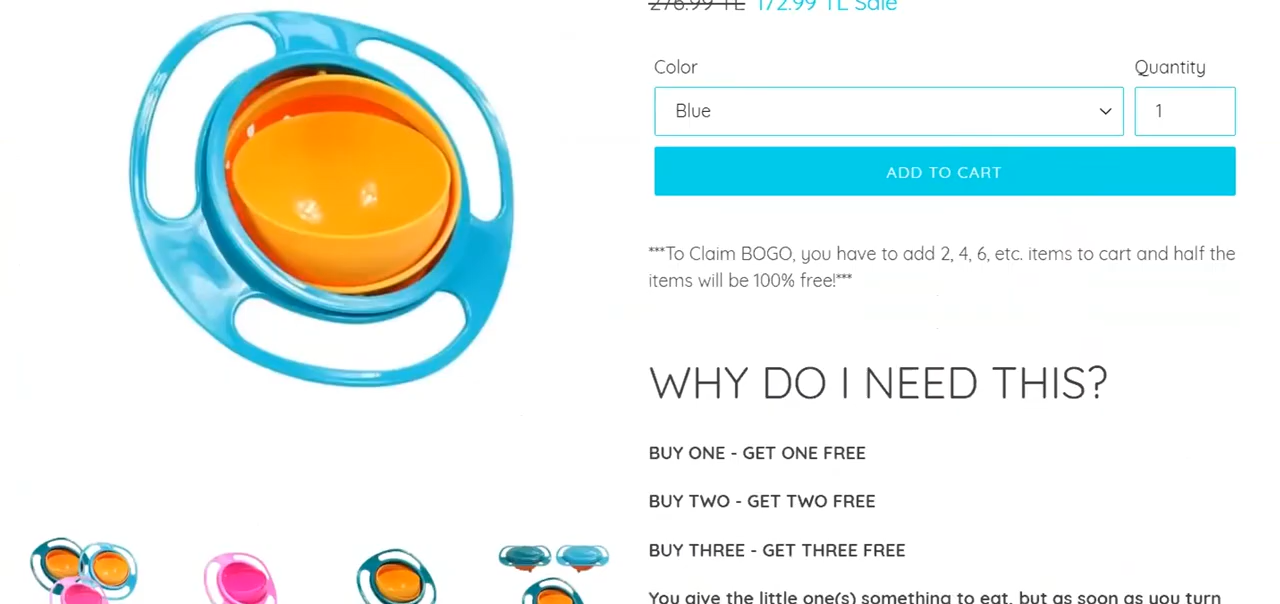 276.99 TL 172.99 TL Sale
Color
Quantity
Blue
1
ADD TO CART
***To Claim BOGO, you have to add 2, 4, 6, etc. items to cart and half the
items will be 100% free!***
WHY DO I NEED THIS?
BUY ONE - GET ONE FREE
BUY TWO - GET TWO FREE
BUY THREE - GET THREE FREE
You give the little one(s) something to eat, but as soon as you turn